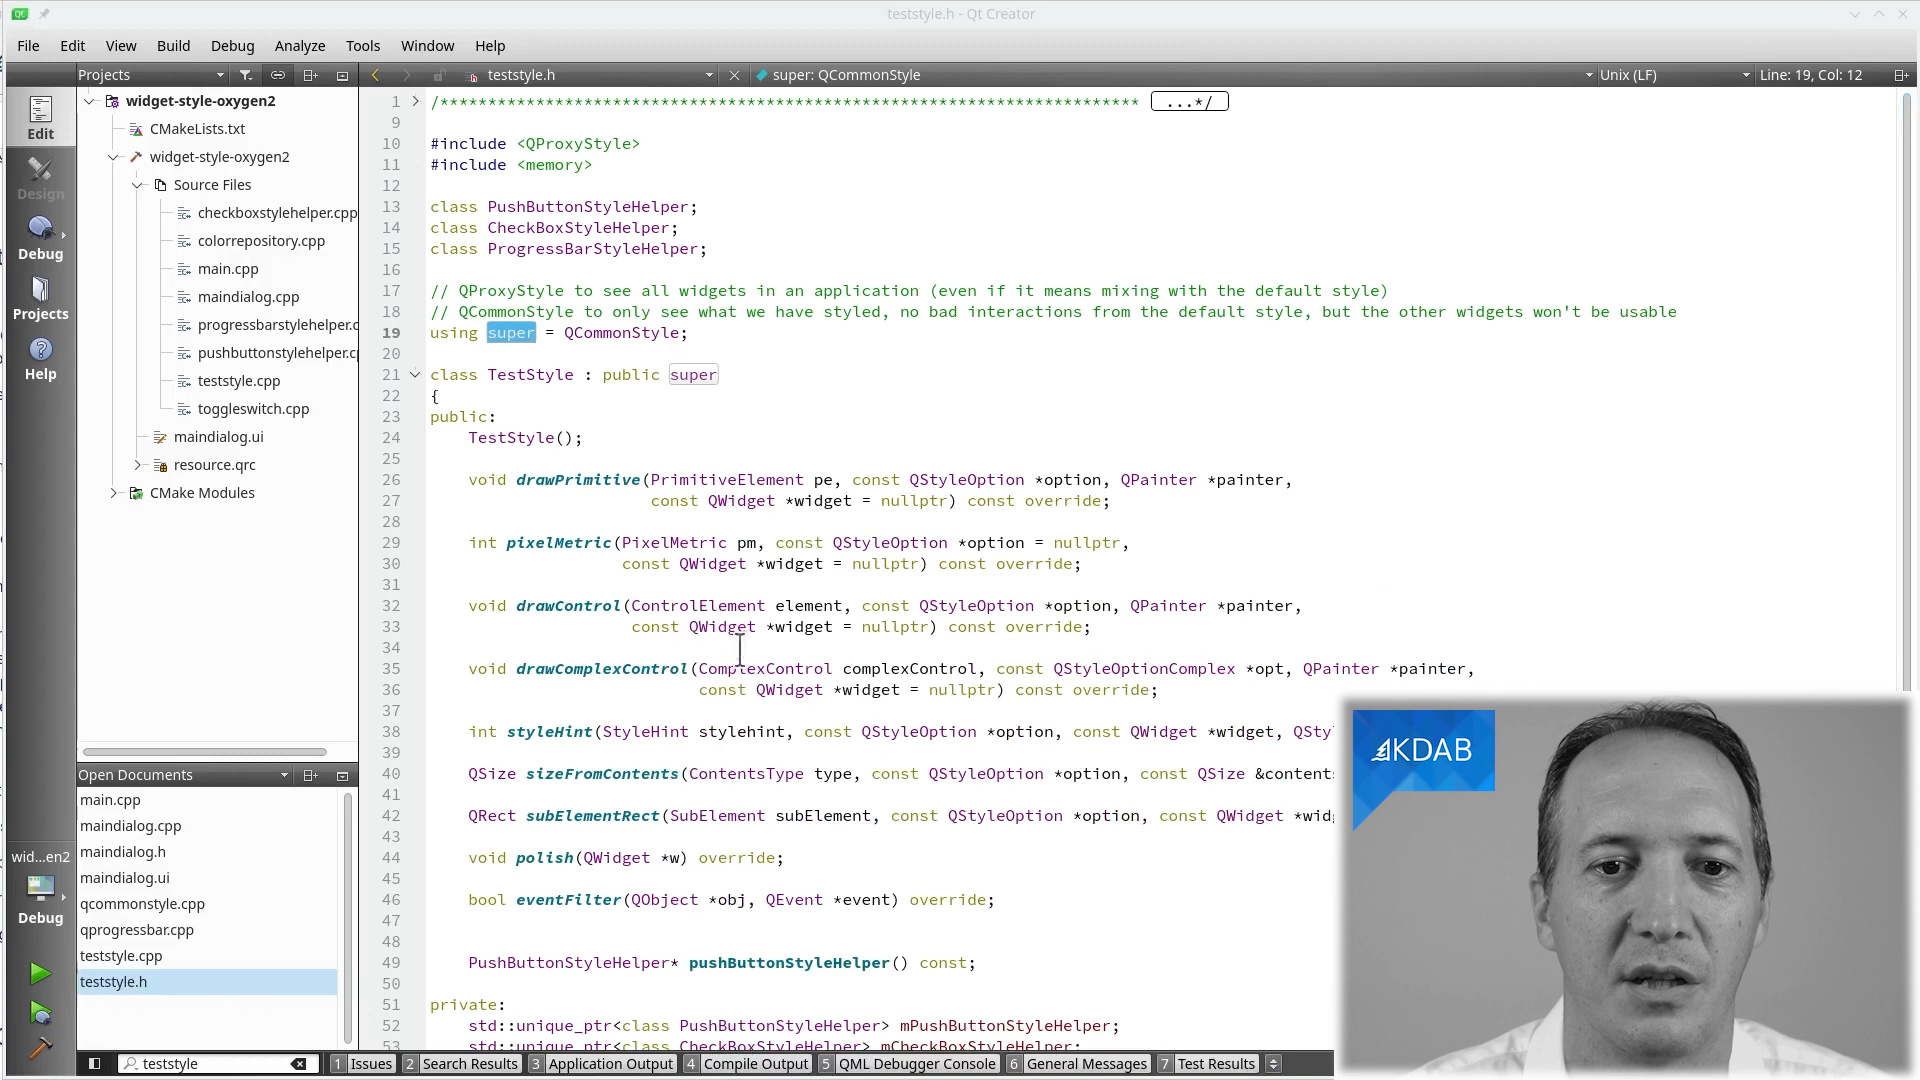 teststyle.h - Qt Creator
File Edit View Build Debug Tools Analyze Window Help
Projects
teststyle.h
super: QCommonStyle
Unix (LF)
Line: 19, Col: 12
Edit
Design
Debug
Projects
Help
widget-style-oxygen2
CMakeLists.txt
widget-style-oxygen2
Source Files
checkboxstylehelper.cpp
colorrepository.cpp
main.cpp
maindialog.cpp
progressbarstylehelper.c
pushbuttonstylehelper.cp
teststyle.cpp
toggleswitch.cpp
maindialog.ui
resource.qrc
CMake Modules
1 /************************************************************************* ...*/
9
10 #include <QProxyStyle>
11 #include <memory>
12
13 class PushButtonStyleHelper;
14 class CheckBoxStyleHelper;
15 class ProgressBarStyleHelper;
16
17 // QProxyStyle to see all widgets in an application (even if it means mixing with the default style)
18 // QCommonStyle to only see what we have styled, no bad interactions from the default style, but the other widgets won't be usable
19 using super = QCommonStyle;
20
21 class TestStyle : public super
22 {
23 public:
24 TestStyle();
25
26 void drawPrimitive(PrimitiveElement pe, const QStyleOption *option, QPainter *painter,
27 const QWidget *widget = nullptr) const override;
28
29 int pixelMetric(PixelMetric pm, const QStyleOption *option = nullptr,
30 const QWidget *widget = nullptr) const override;
31
32 void drawControl(ControlElement element, const QStyleOption *option, QPainter *painter,
33 const QWidget *widget = nullptr) const override;
34
35 void drawComplexControl(ComplexControl complexControl, const QStyleOptionComplex *opt, QPainter *painter,
36 const QWidget *widget = nullptr) const override;
37
38 int styleHint(StyleHint stylehint, const QStyleOption *option, const QWidget *widget, QSty
39
40 QSize sizeFromContents(ContentsType type, const QStyleOption *option, const QSize &content
41
42 QRect subElementRect(SubElement subElement, const QStyleOption *option, const QWidget *wid
43
44 void polish(QWidget *w) override;
45
46 bool eventFilter(QObject *obj, QEvent *event) override;
47
48
49 PushButtonStyleHelper* pushButtonStyleHelper() const;
50
51 private:
52 std::unique_ptr<class PushButtonStyleHelper> mPushButtonStyleHelper;
53 std::unique_ptr<class CheckBoxStyleHelper> mCheckBoxStyleHelper;
KDAB
Open Documents
main.cpp
maindialog.cpp
maindialog.h
maindialog.ui
qcommonstyle.cpp
qprogressbar.cpp
teststyle.cpp
teststyle.h
wid...en2
Debug
teststyle
1 Issues 2 Search Results 3 Application Output 4 Compile Output 5 QML Debugger Console 6 General Messages 7 Test Results